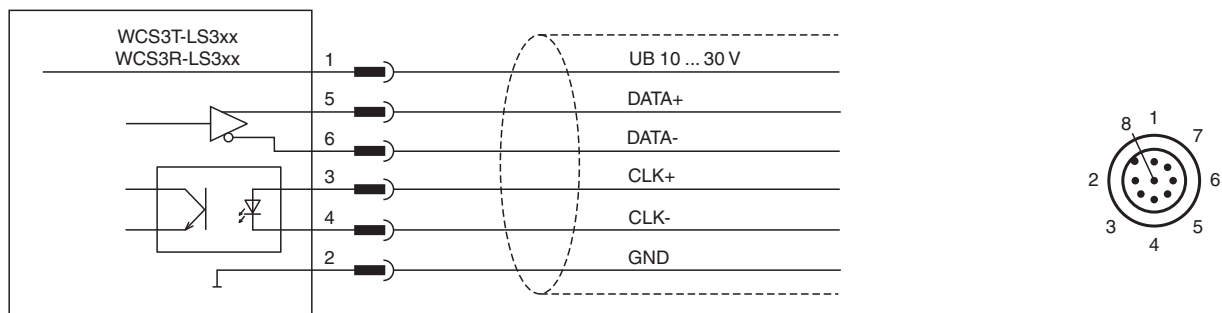 WCS3T-LS3xx
WCS3R-LS3xx
1 UB 10 ... 30 V
5 DATA+
6 DATA-
3 CLK+
4 CLK-
2 GND
8 1
7
2 6
3 5
4